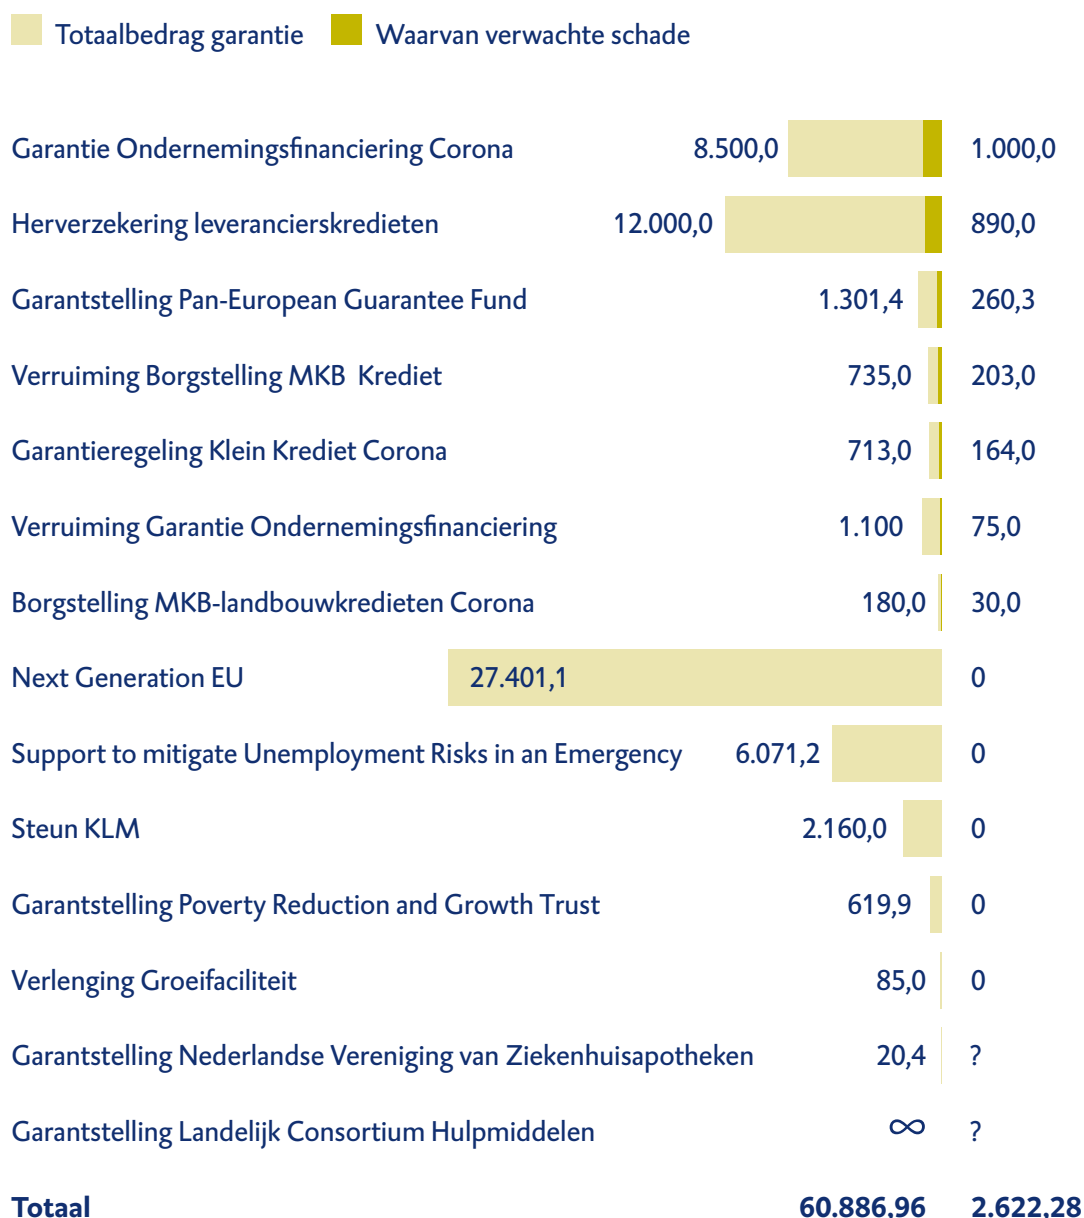 Totaalbedrag garantie Waarvan verwachte schade
Garantie Ondernemingsfinanciering Corona 8.500,0 1.000,0
Herverzekering leverancierskredieten 12.000,0 890,0
Garantstelling Pan-European Guarantee Fund 1.301,4 260,3
Verruiming Borgstelling MKB Krediet 735,0 203,0
Garantieregeling Klein Krediet Corona 713,0 164,0
Verruiming Garantie Ondernemingsfinanciering 1.100 75,0
Borgstelling MKB-landbouwkredieten Corona 180,0 30,0
Next Generation EU 27.401,1 0
Support to mitigate Unemployment Risks in an Emergency 6.071,2 0
Steun KLM 2.160,0 0
Garantstelling Poverty Reduction and Growth Trust 619,9 0
Verlenging Groeifaciliteit 85,0 0
Garantstelling Nederlandse Vereniging van Ziekenhuisapotheken 20,4 ?
Garantstelling Landelijk Consortium Hulpmiddelen ∞ ?
Totaal 60.886,96 2.622,28